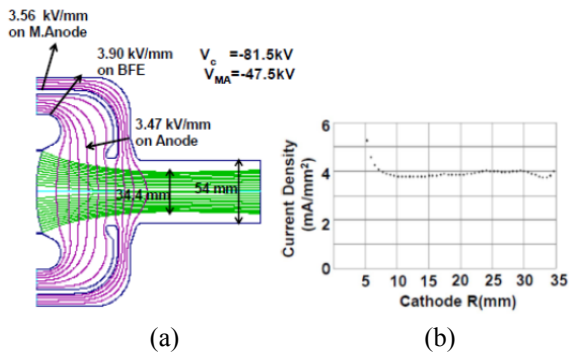 3.56 kV/mm
on M.Anode
3.90 kV/mm
on BFE
V_c =-81.5kV
V_MA=-47.5kV
3.47 kV/mm
on Anode
34.4 mm
54 mm
(a)
Current Density
(mA/mm²)
6
4
2
0
5 10 15 20 24 30 34
Cathode R(mm)
(b)